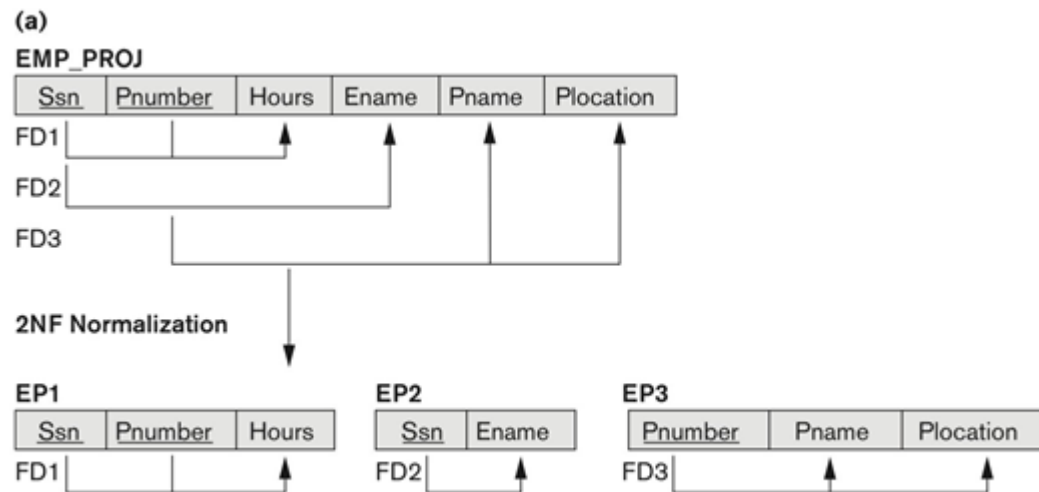 (a)
EMP_PROJ
Ssn Pnumber Hours Ename Pname Plocation
FD1
FD2
FD3
2NF Normalization
EP1 EP2 EP3
Ssn Pnumber Hours Ssn Ename Pnumber Pname Plocation
FD1 FD2 FD3